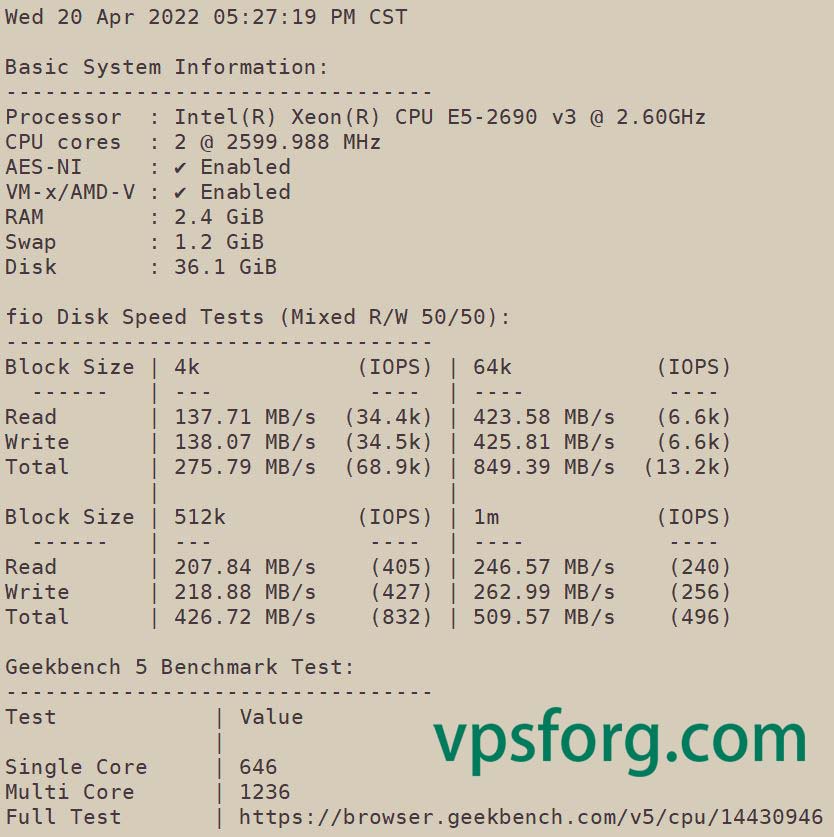 Wed 20 Apr 2022 05:27:19 PM CST
Basic System Information:
---------------------------------
Processor  : Intel(R) Xeon(R) CPU E5-2690 v3 @ 2.60GHz
CPU cores  : 2 @ 2599.988 MHz
AES-NI     : ✔ Enabled
VM-x/AMD-V : ✔ Enabled
RAM        : 2.4 GiB
Swap       : 1.2 GiB
Disk       : 36.1 GiB
fio Disk Speed Tests (Mixed R/W 50/50):
---------------------------------
Block Size | 4k            (IOPS) | 64k           (IOPS)
  ------   | ---            ----  | ----           ----
Read       | 137.71 MB/s  (34.4k) | 423.58 MB/s   (6.6k)
Write      | 138.07 MB/s  (34.5k) | 425.81 MB/s   (6.6k)
Total      | 275.79 MB/s  (68.9k) | 849.39 MB/s  (13.2k)
           |                      |
Block Size | 512k          (IOPS) | 1m            (IOPS)
  ------   | ---            ----  | ----           ----
Read       | 207.84 MB/s    (405) | 246.57 MB/s    (240)
Write      | 218.88 MB/s    (427) | 262.99 MB/s    (256)
Total      | 426.72 MB/s    (832) | 509.57 MB/s    (496)
Geekbench 5 Benchmark Test:
---------------------------------
Test            | Value
                |
Single Core     | 646
Multi Core      | 1236
Full Test       | https://browser.geekbench.com/v5/cpu/14430946
vpsforg.com